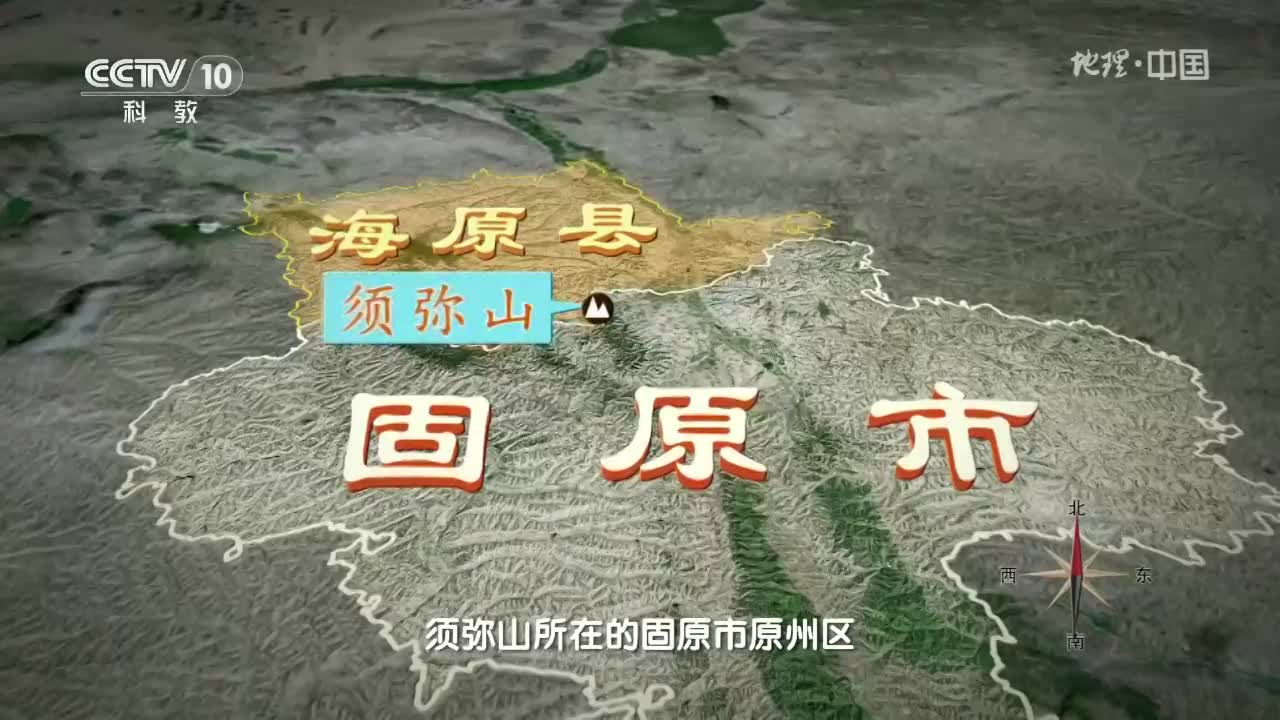 CCTV 10
科教
地理·中国
海原县
须弥山
固原市
北
西
东
南
须弥山所在的固原市原州区